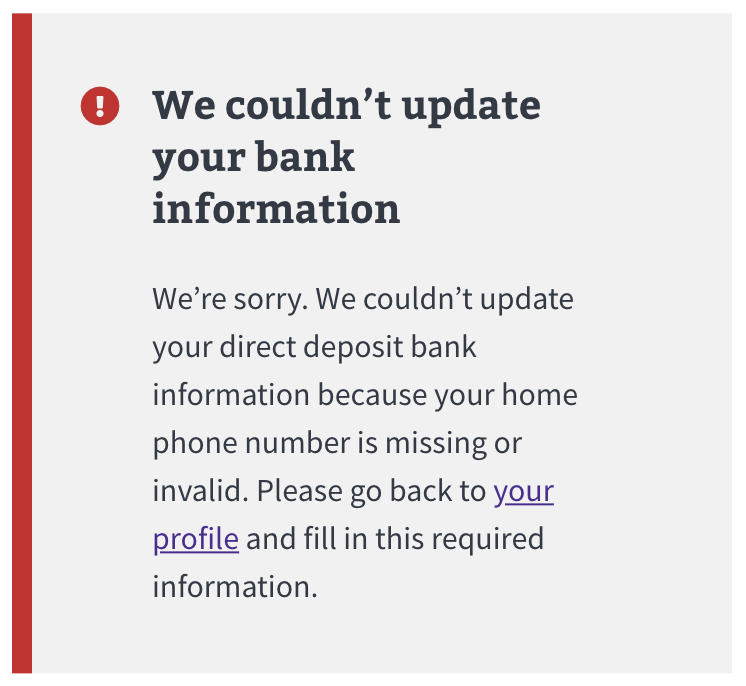 We couldn’t update
your bank
information
We’re sorry. We couldn’t update
your direct deposit bank
information because your home
phone number is missing or
invalid. Please go back to your
profile and fill in this required
information.